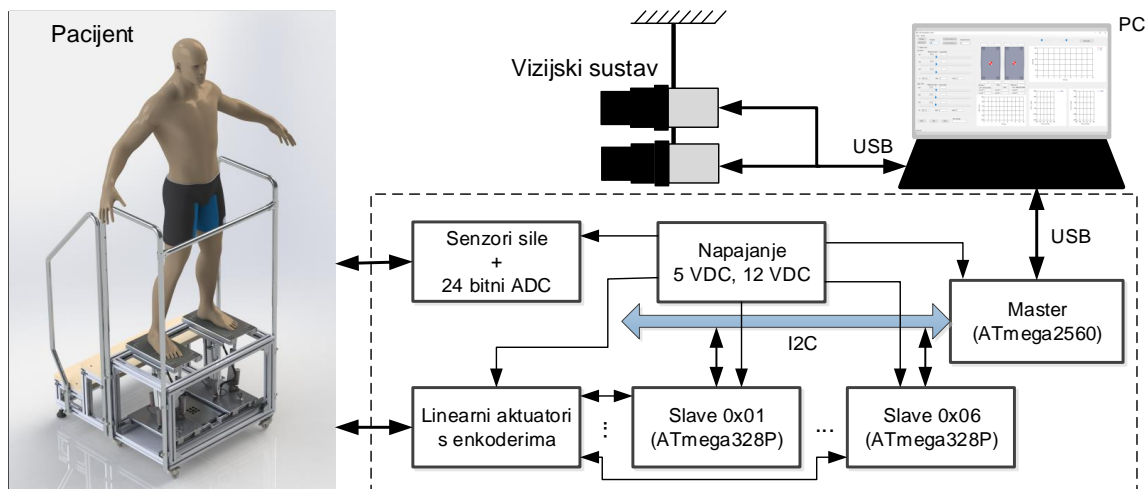 Pacijent
Vizijski sustav
PC
USB
USB
Senzori sile
+
24 bitni ADC
Napajanje
5 VDC, 12 VDC
Master
(ATmega2560)
I2C
Linearni aktuatori
s enkoderima
...
Slave 0x01
(ATmega328P)
...
Slave 0x06
(ATmega328P)